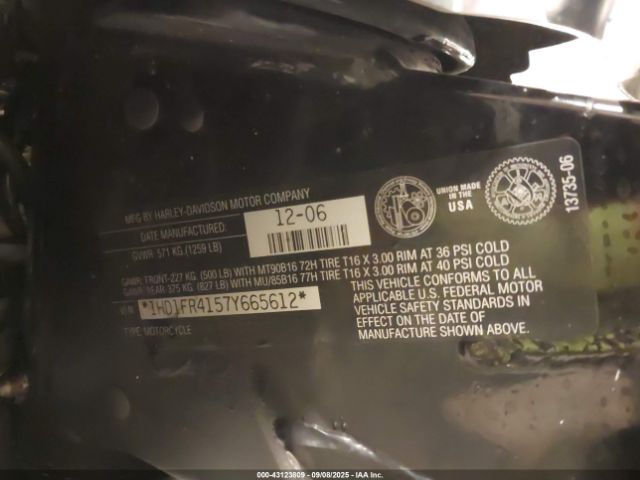 MFG BY HARLEY-DAVIDSON MOTOR COMPANY
DATE MANUFACTURED:
12-06
GVWR: 571 KG. (1259 LB)
UNION MADE
IN THE
USA
13735-06
GAWR: FRONT-227 KG. (500 LB) WITH MT90B16 72H TIRE T16 X 3.00 RIM AT 36 PSI COLD
GAWR: REAR-375 KG. (827 LB) WITH MU/85B16 77H TIRE T16 X 3.00 RIM AT 40 PSI COLD
VIN:
*1HD1FR4157Y665612*
TYPE: MOTORCYCLE
THIS VEHICLE CONFORMS TO ALL
APPLICABLE U.S. FEDERAL MOTOR
VEHICLE SAFETY STANDARDS IN
EFFECT ON THE DATE OF
MANUFACTURE SHOWN ABOVE.
000-43123809 - 09/08/2025 - IAA Inc.